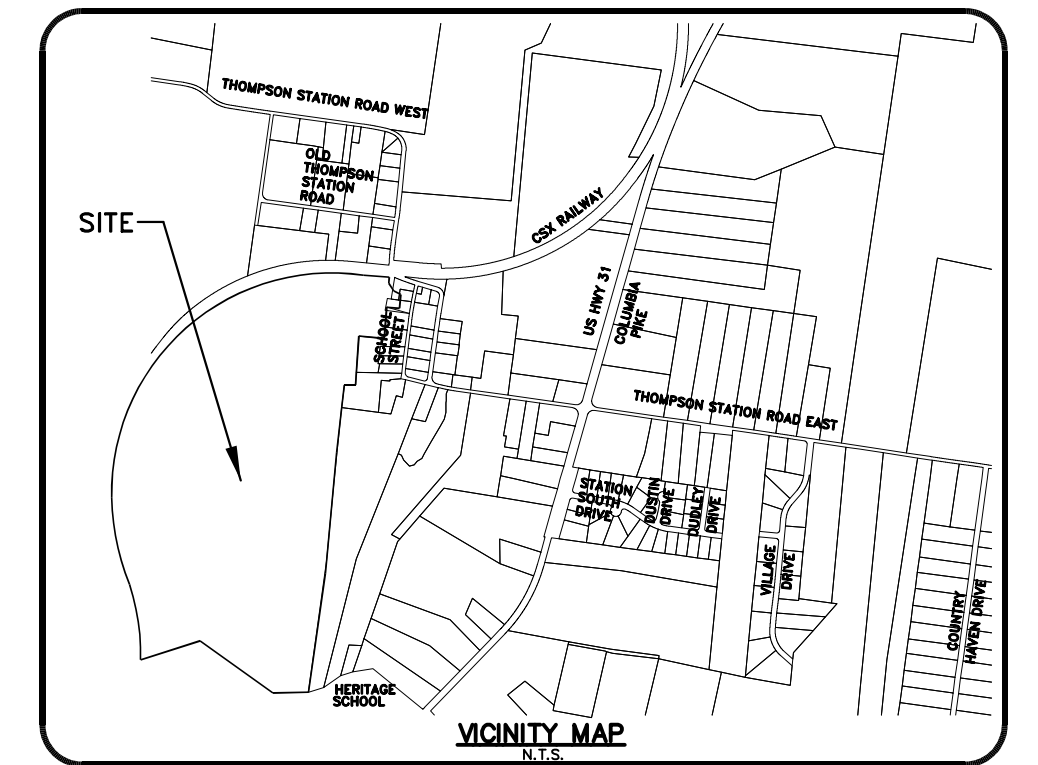 THOMPSON STATION ROAD WEST
OLD
THOMPSON
STATION
ROAD
SITE
CSX RAILWAY
US HWY 31
COLUMBIA
PIKE
SCHOOL
STREET
THOMPSON STATION ROAD EAST
STATION
SOUTH
DRIVE
DUSTIN
DRIVE
DUDLEY
DRIVE
VILLAGE
DRIVE
COUNTRY
HAVEN DRIVE
HERITAGE
SCHOOL
VICINITY MAP
N.T.S.